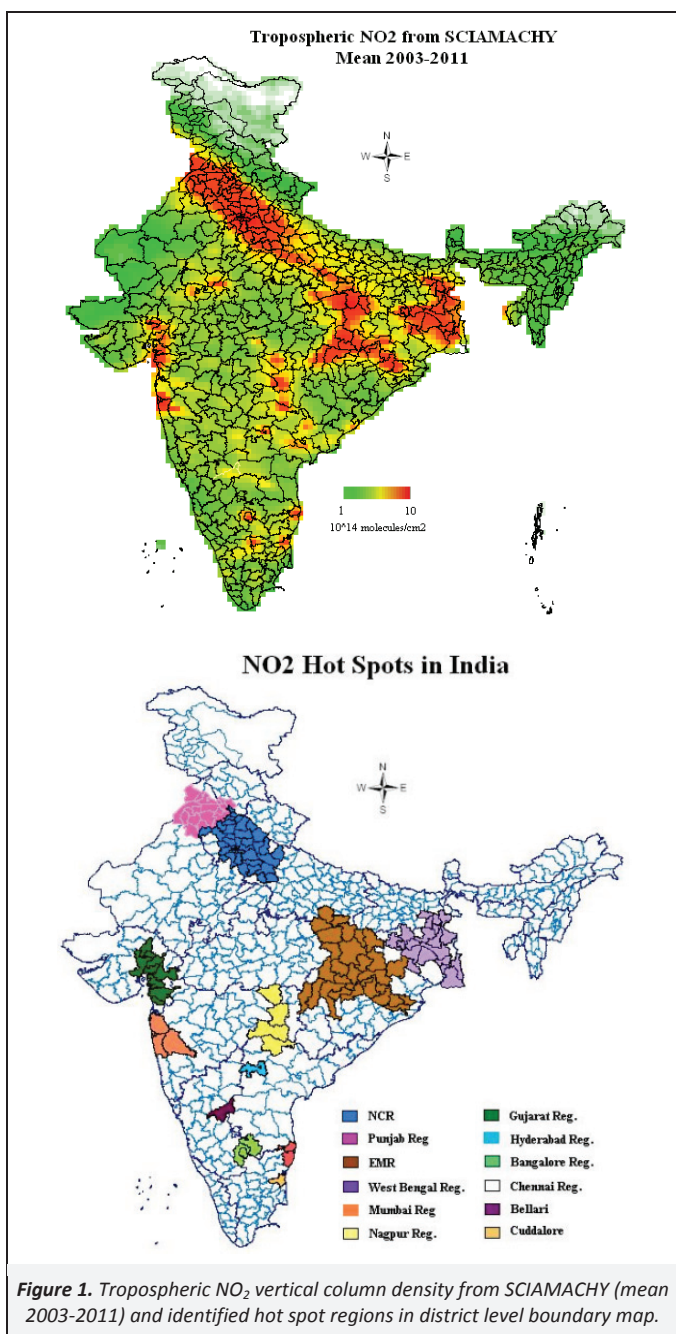 Tropospheric NO2 from SCIAMACHY
Mean 2003-2011
N
W E
S
1 10
10^14 molecules/cm2
NO2 Hot Spots in India
N
W E
S
NCR
Punjab Reg
EMR
West Bengal Reg.
Mumbai Reg
Nagpur Reg.
Gujarat Reg.
Hyderabad Reg.
Bangalore Reg.
Chennai Reg.
Bellari
Cuddalore
Figure 1. Tropospheric NO2 vertical column density from SCIAMACHY (mean
2003-2011) and identified hot spot regions in district level boundary map.